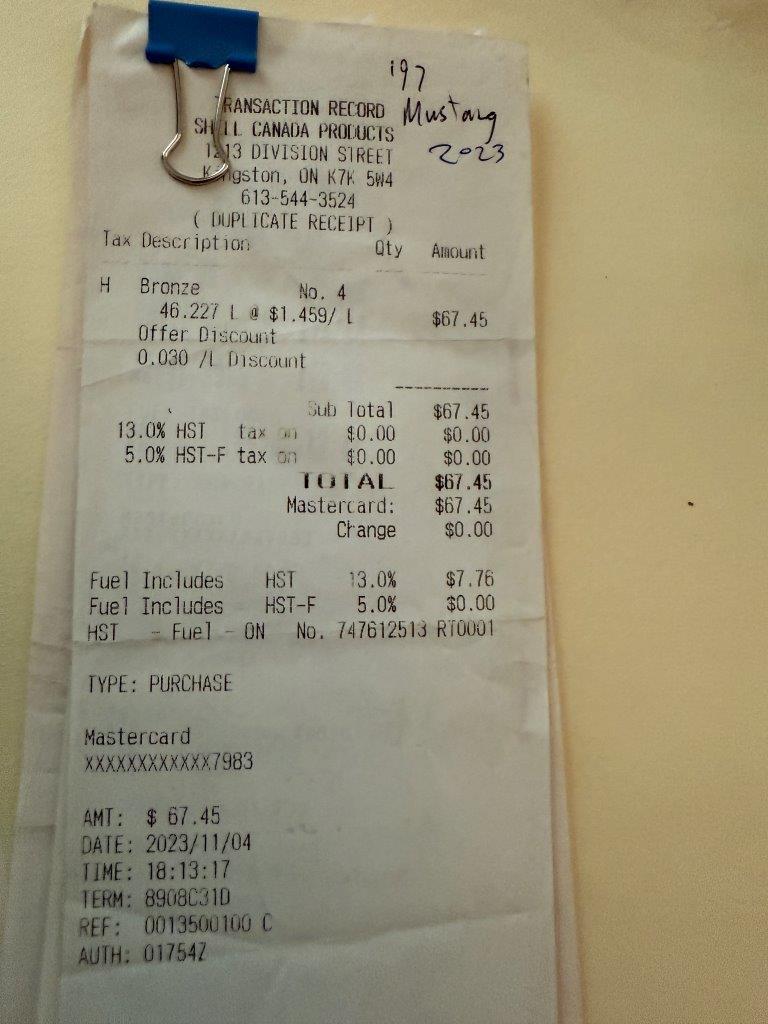 197
Mustang
2023
TRANSACTION RECORD
SHELL CANADA PRODUCTS
1213 DIVISION STREET
Kingston, ON K7K 5W4
613-544-3524
( DUPLICATE RECEIPT )
Tax Description Qty Amount
H Bronze No. 4
46.227 L @ $1.459/ L $67.45
Offer Discount
0.030 /L Discount
Sub Total $67.45
13.0% HST tax on $0.00 $0.00
5.0% HST-F tax on $0.00 $0.00
TOTAL $67.45
Mastercard: $67.45
Change $0.00
Fuel Includes HST 13.0% $7.76
Fuel Includes HST-F 5.0% $0.00
HST - Fuel - ON No. 747612513 RT0001
TYPE: PURCHASE
Mastercard
XXXXXXXXXXXX7983
AMT: $ 67.45
DATE: 2023/11/04
TIME: 18:13:17
TERM: 8908C31D
REF: 0013500100 C
AUTH: 01754Z